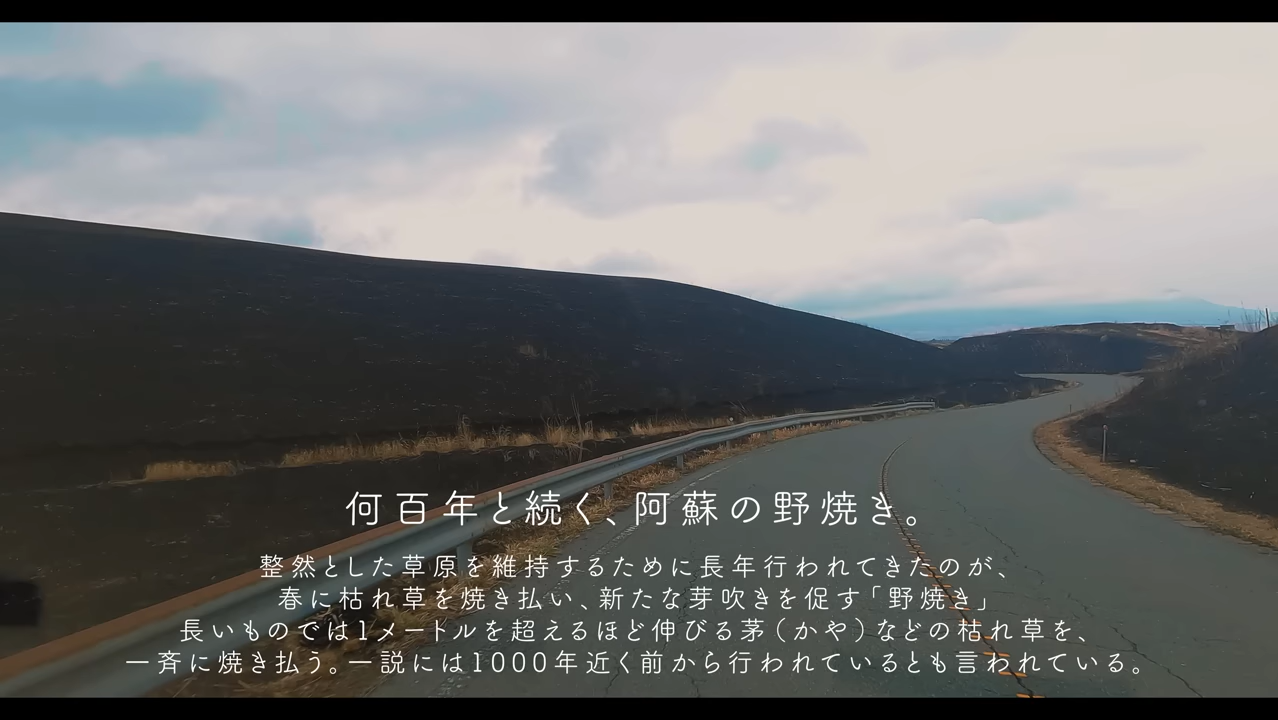 何百年と続く、阿蘇の野焼き。
整然とした草原を維持するために長年行われてきたのが、
春に枯れ草を焼き払い、新たな芽吹きを促す「野焼き」
長いものでは1メートルを超えるほど伸びる茅（かや）などの枯れ草を、
一斉に焼き払う。一説には1000年近く前から行われているとも言われている。